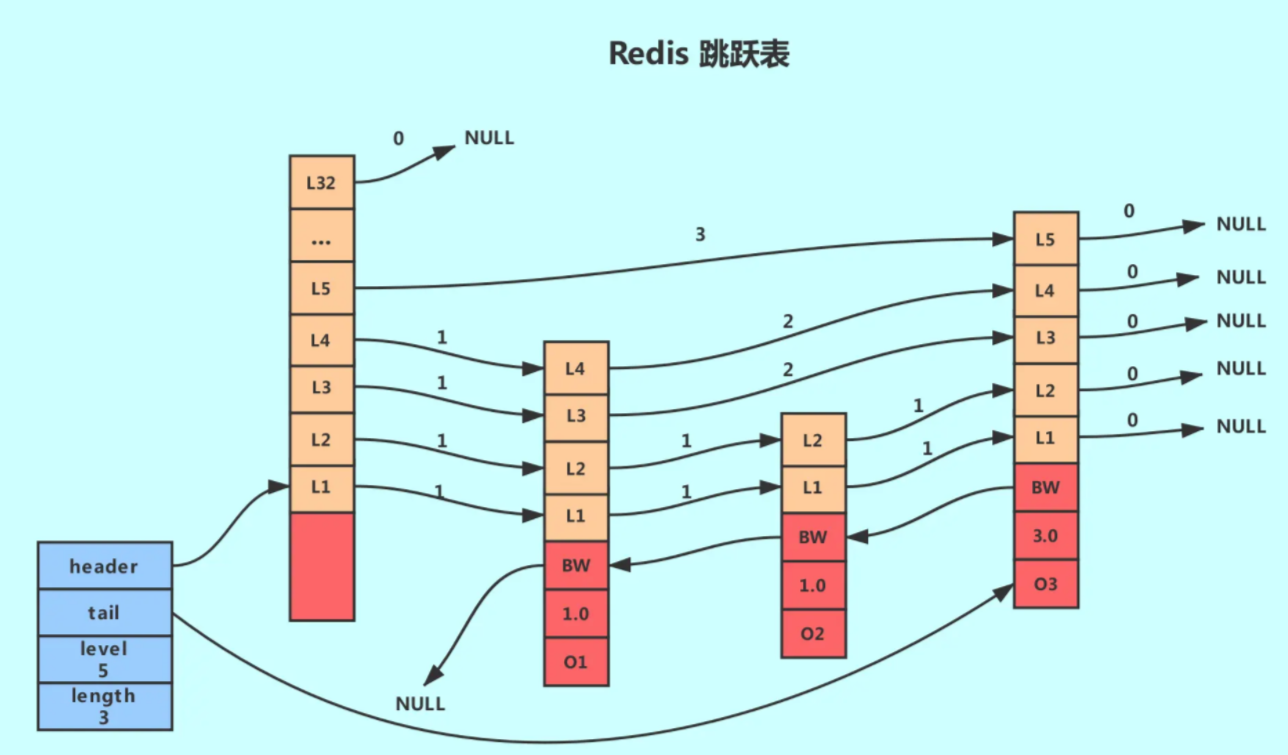 Redis 跳跃表
0
NULL
L32
...
L5
L4
L3
L2
L1
3
1
1
1
1
L4
L3
L2
L1
BW
1.0
O1
NULL
2
2
1
1
L2
L1
BW
1.0
O2
1
1
L5
L4
L3
L2
L1
BW
3.0
O3
0
NULL
0
NULL
0
NULL
0
NULL
0
NULL
header
tail
level
5
length
3